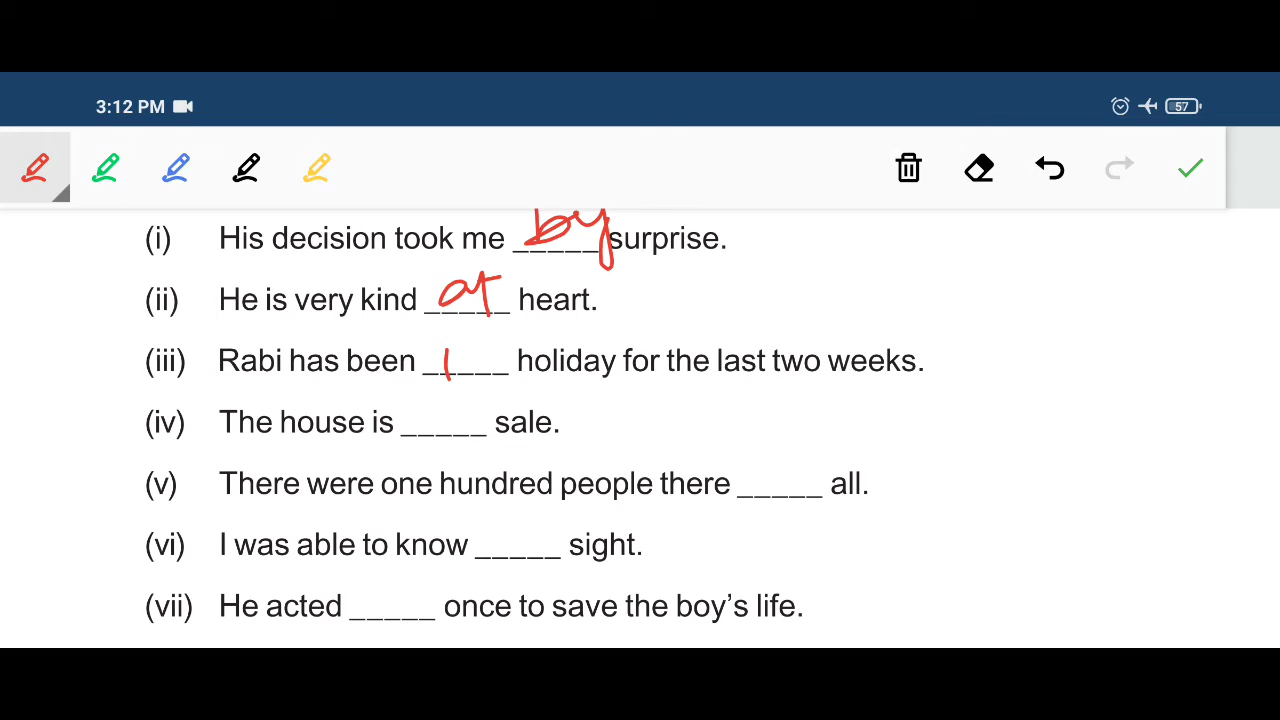 3:12 PM 57
(i) His decision took me by surprise.
(ii) He is very kind at heart.
(iii) Rabi has been _____ holiday for the last two weeks.
(iv) The house is _____ sale.
(v) There were one hundred people there _____ all.
(vi) I was able to know _____ sight.
(vii) He acted _____ once to save the boy’s life.